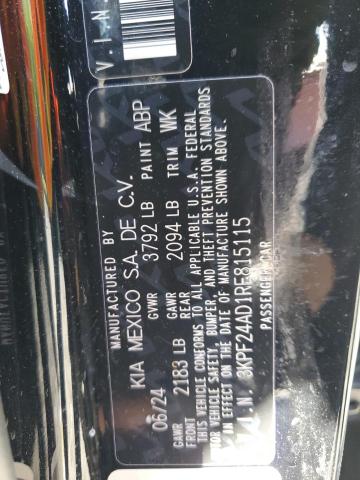 V.I.N
MANUFACTURED BY
KIA MEXICO S.A. DE C.V.
06/24 GVWR 3792 LB PAINT ABP
GAWR FRONT 2183 LB GAWR REAR 2094 LB TRIM WK
THIS VEHICLE CONFORMS TO ALL APPLICABLE U.S.A. FEDERAL
MOTOR VEHICLE SAFETY, BUMPER, AND THEFT PREVENTION STANDARDS
IN EFFECT ON THE DATE OF MANUFACTURE SHOWN ABOVE.
V.I.N 3KPF24AD1RE815115
PASSENGER CAR